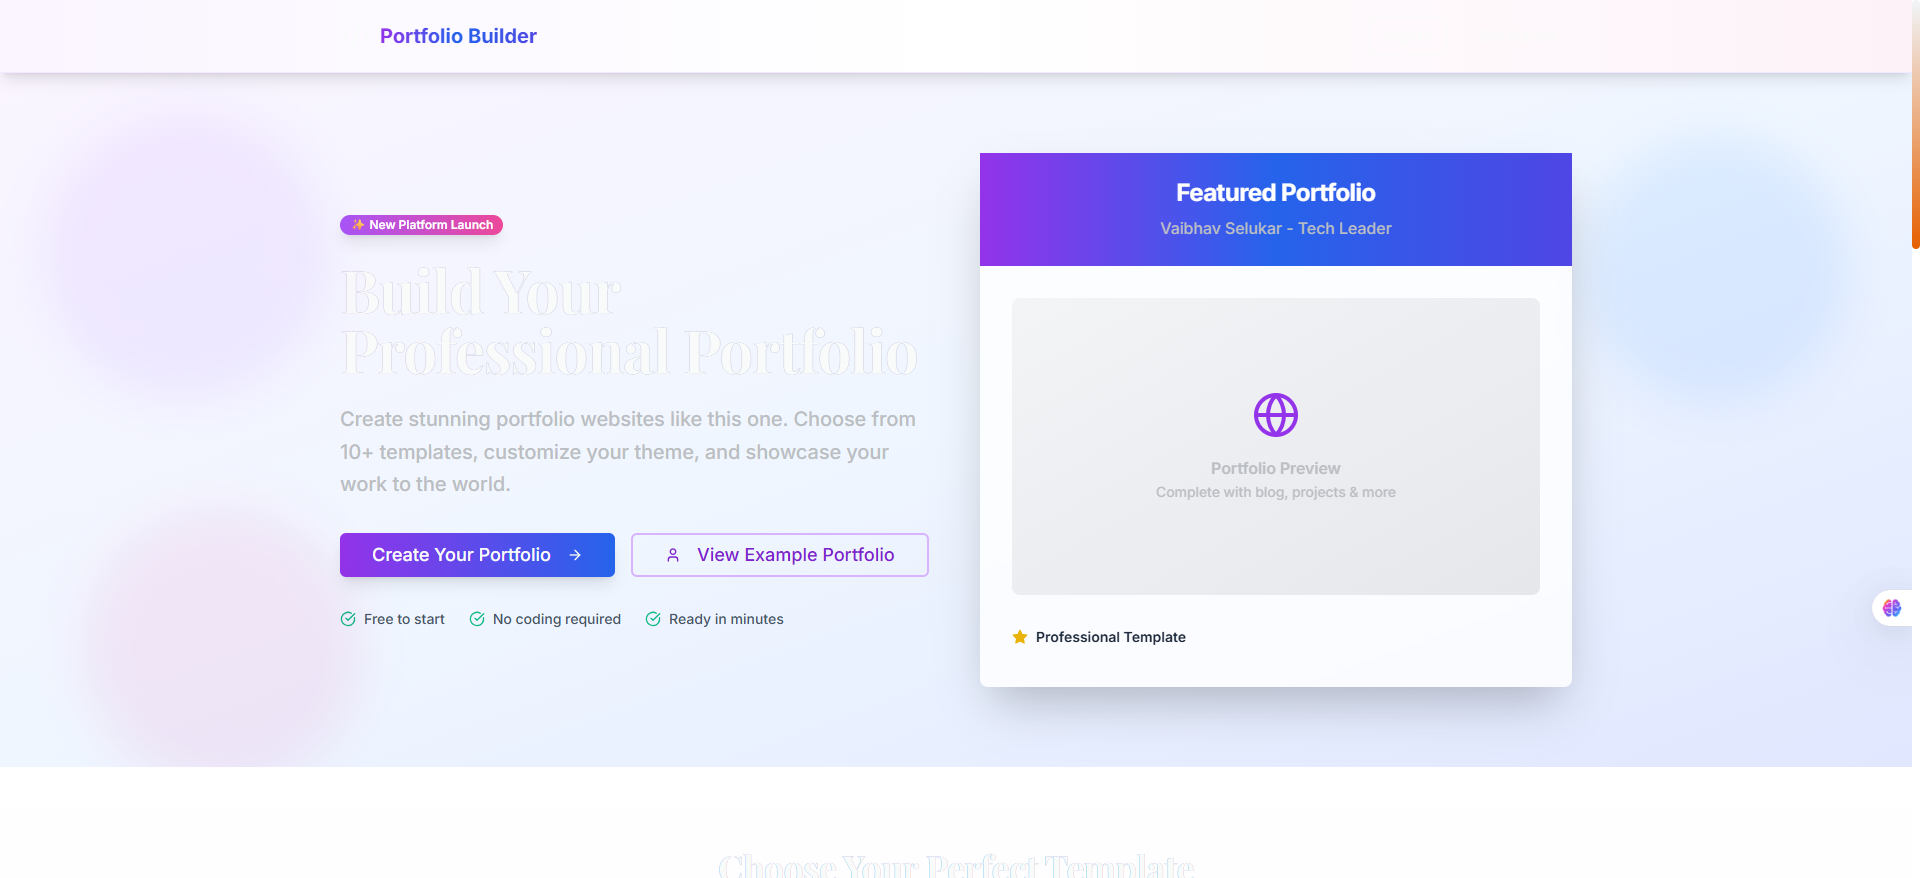 Portfolio Builder
✨ New Platform Launch
Build Your
Professional Portfolio
Create stunning portfolio websites like this one. Choose from
10+ templates, customize your theme, and showcase your
work to the world.
Create Your Portfolio →
View Example Portfolio
Free to start
No coding required
Ready in minutes
Featured Portfolio
Vaibhav Selukar - Tech Leader
Portfolio Preview
Complete with blog, projects & more
Professional Template
Choose Your Perfect Template